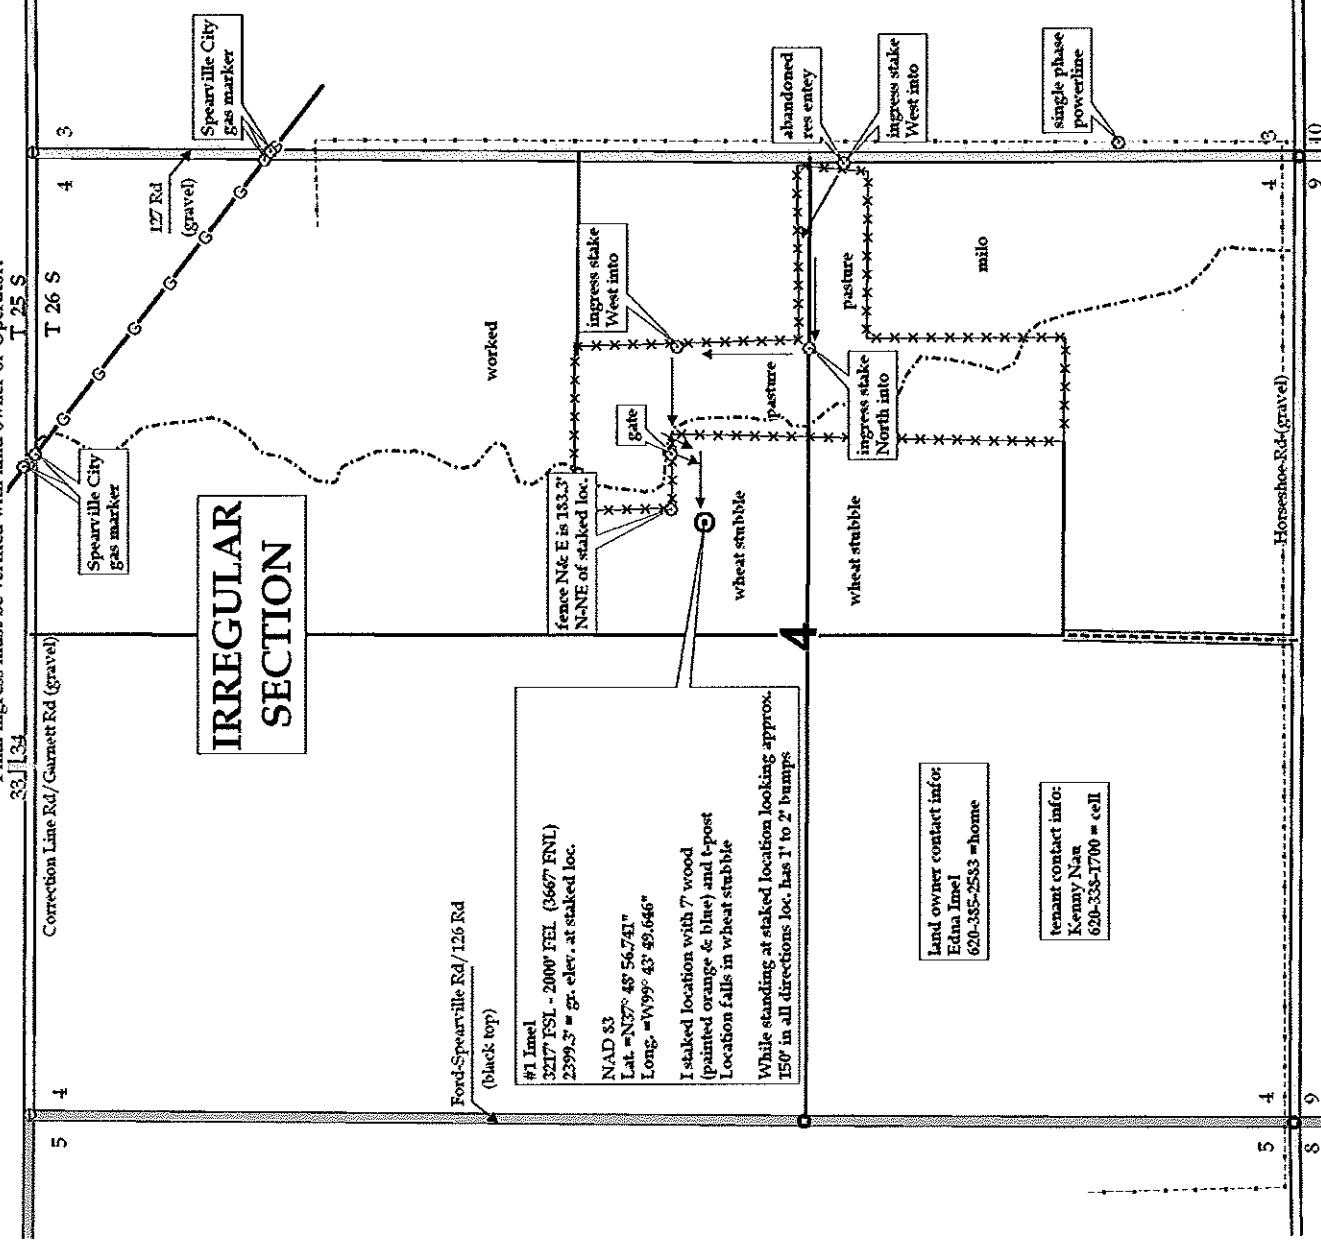 T 25 S
33 | 34
T 26 S
Correction Line Rd/Garnett Rd (gravel)
5
4
4
3
Spearville City
gas marker
127 Rd
(gravel)
Spearville City
gas marker
IRREGULAR
SECTION
worked
ingress stake
West into
gate
fence N& E is 183.3'
N-NE of staked loc.
abandoned
res entey
ingress stake
West into
single phase
powerline
pasture
pasture
milo
ingress stake
North into
wheat stubble
wheat stubble
4
Ford-Spearville Rd/126 Rd
(black top)
#1 Imel
3217' FSL - 2000' FEL (3667' FNL)
2399.3' = gr. elev. at staked loc.
NAD 83
Lat. =N37° 48' 56.741"
Long. =W99° 43' 49.646"
I staked location with 7' wood
(painted orange & blue) and t-post
Location falls in wheat stubble
While standing at staked location looking approx.
150' in all directions loc. has 1' to 2' bumps
land owner contact info:
Edna Imel
620-385-2583 =home
tenant contact info:
Kenny Nau
620-338-1700 = cell
Horseshoe Rd (gravel)
5
4
8
9
4
3
9
10